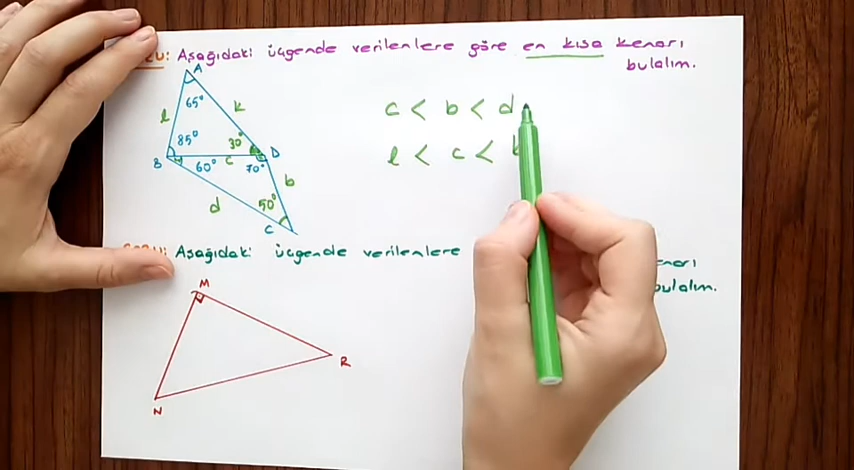 : Aşağıdaki üçgende verilenlere göre en kısa kenarı
bulalım.
A
65°
l
k
85°
30°
B
60°
c
70°
D
b
d
50°
C
c < b < d
l < c <
Aşağıdaki üçgende verilenlere
bulalım.
M
R
N